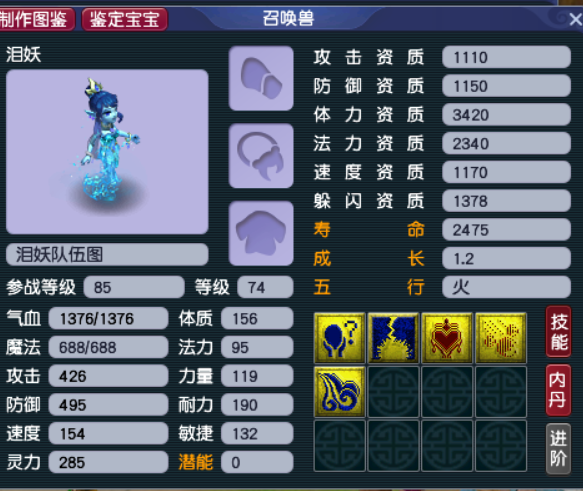 制作图鉴 鉴定宝宝 召唤兽
泪妖
攻击资质 1110
防御资质 1150
体力资质 3420
法力资质 2340
速度资质 1170
躲闪资质 1378
寿命 2475
成长 1.2
五行 火
泪妖队伍图
参战等级 85 等级 74
气血 1376/1376 体质 156
魔法 688/688 法力 95
攻击 426 力量 119
防御 495 耐力 190
速度 154 敏捷 132
灵力 285 潜能 0
技能
内丹
进阶